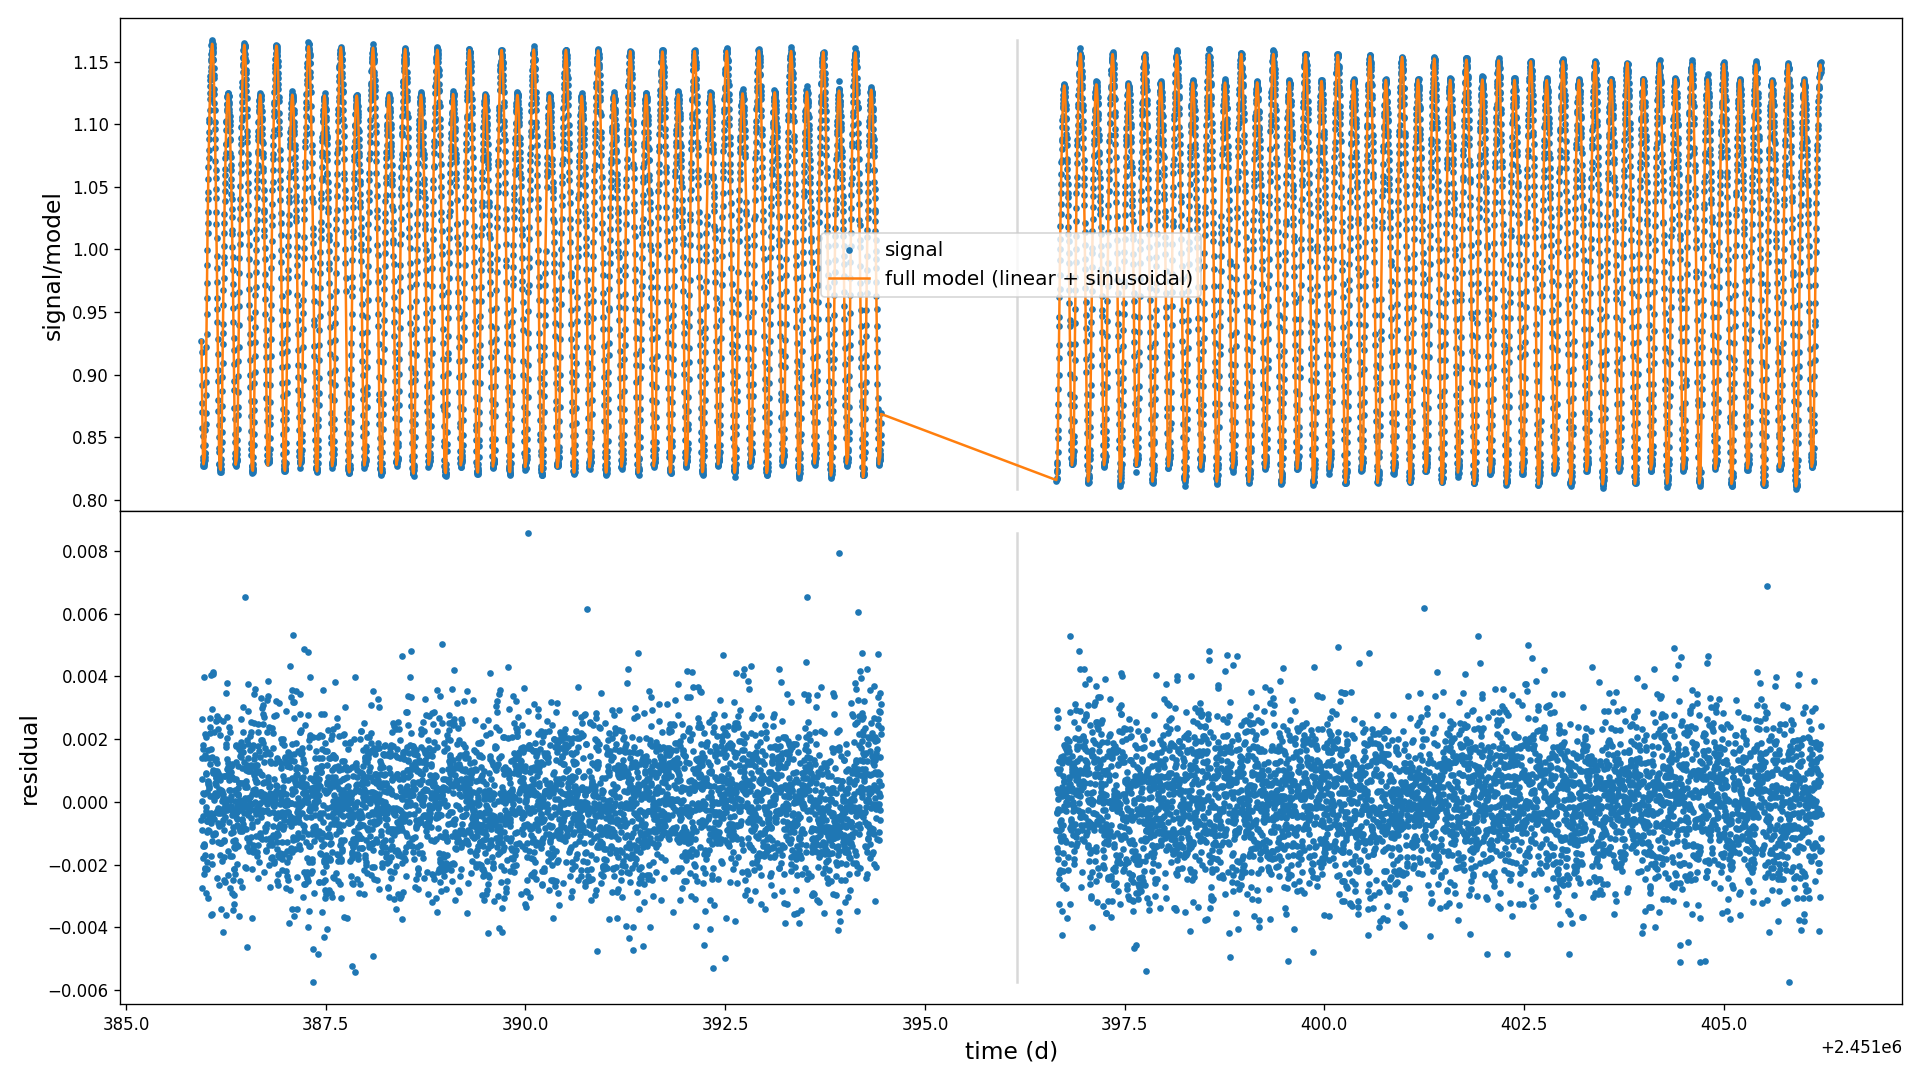 1.15
1.10
1.05
1.00
0.95
0.90
0.85
0.80
signal/model
signal
full model (linear + sinusoidal)
0.008
0.006
0.004
0.002
0.000
−0.002
−0.004
−0.006
residual
385.0 387.5 390.0 392.5 395.0 397.5 400.0 402.5 405.0
time (d)
+2.451e6